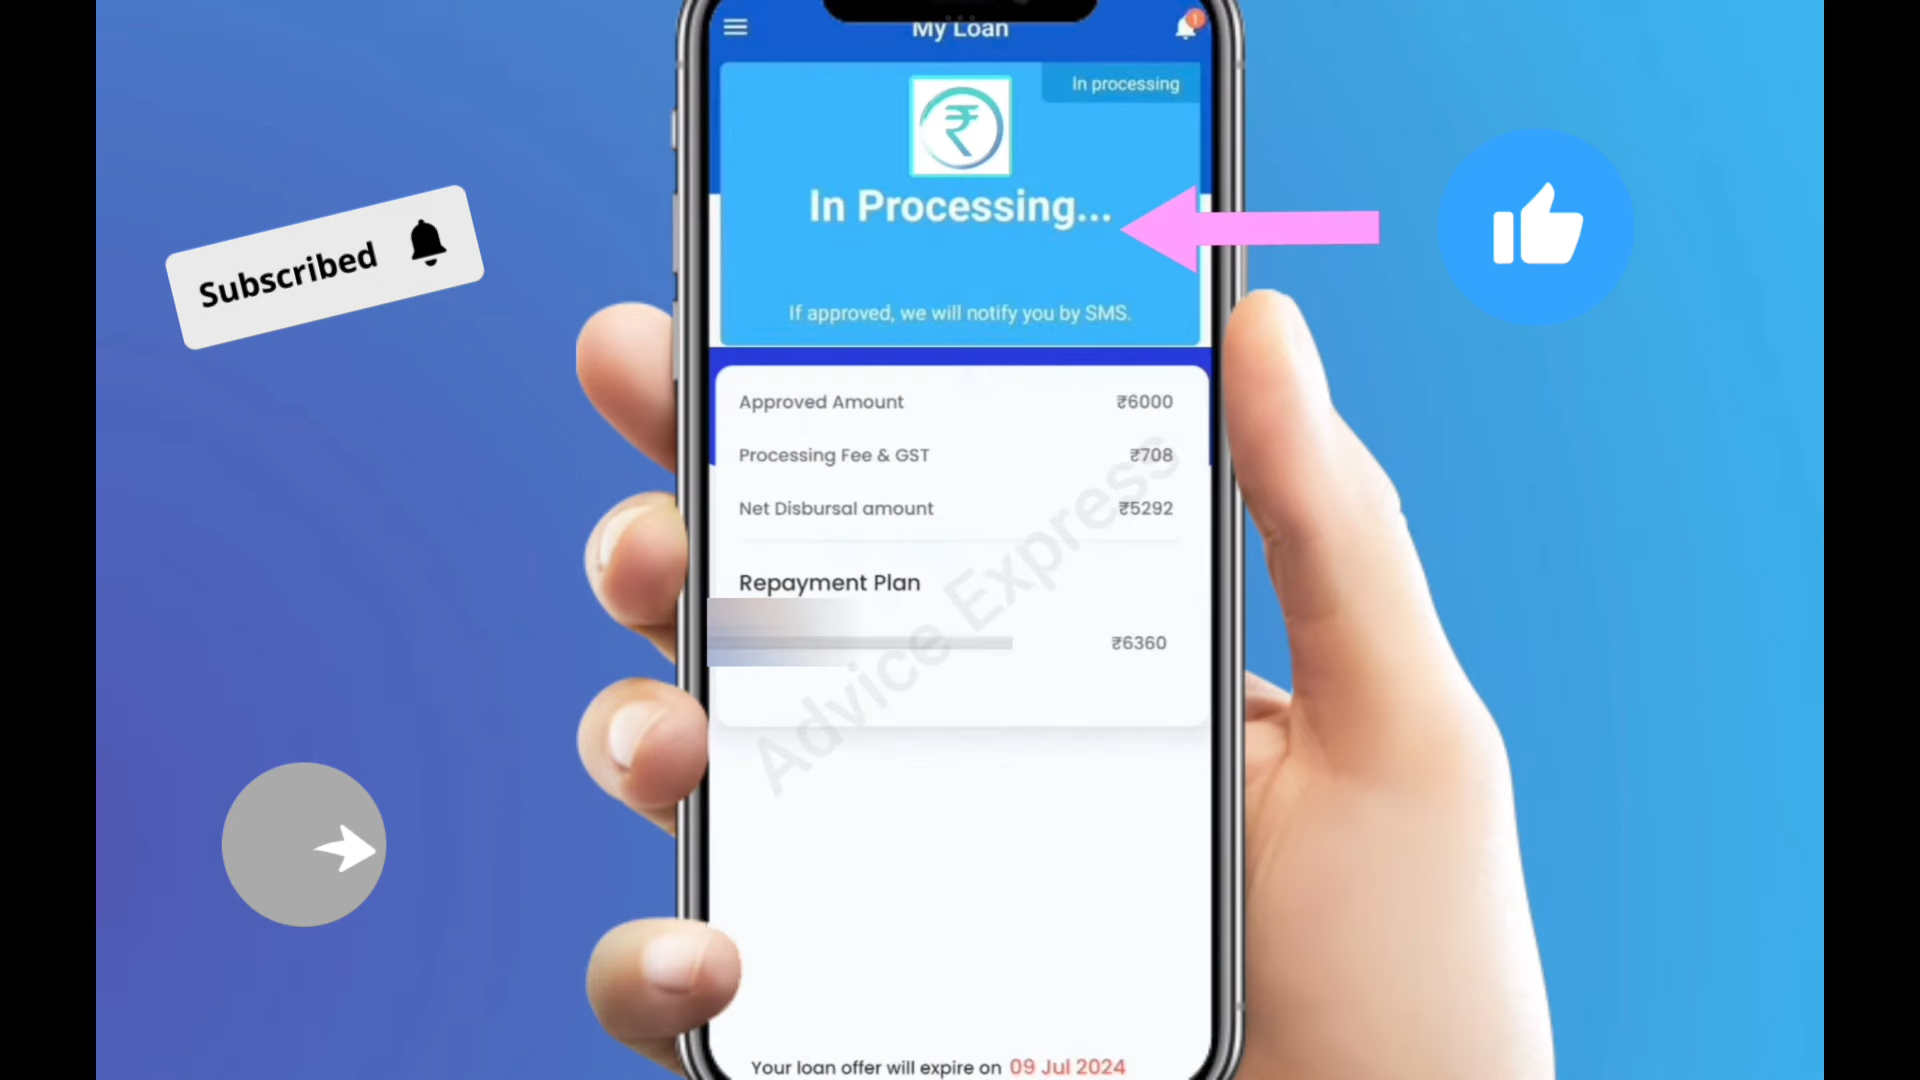 My Loan
1
In processing
In Processing...
Subscribed
If approved, we will notify you by SMS.
Approved Amount ₹6000
Processing Fee & GST ₹708
Net Disbursal amount ₹5292
Repayment Plan
₹6360
Advice Express
Your loan offer will expire on 09 Jul 2024